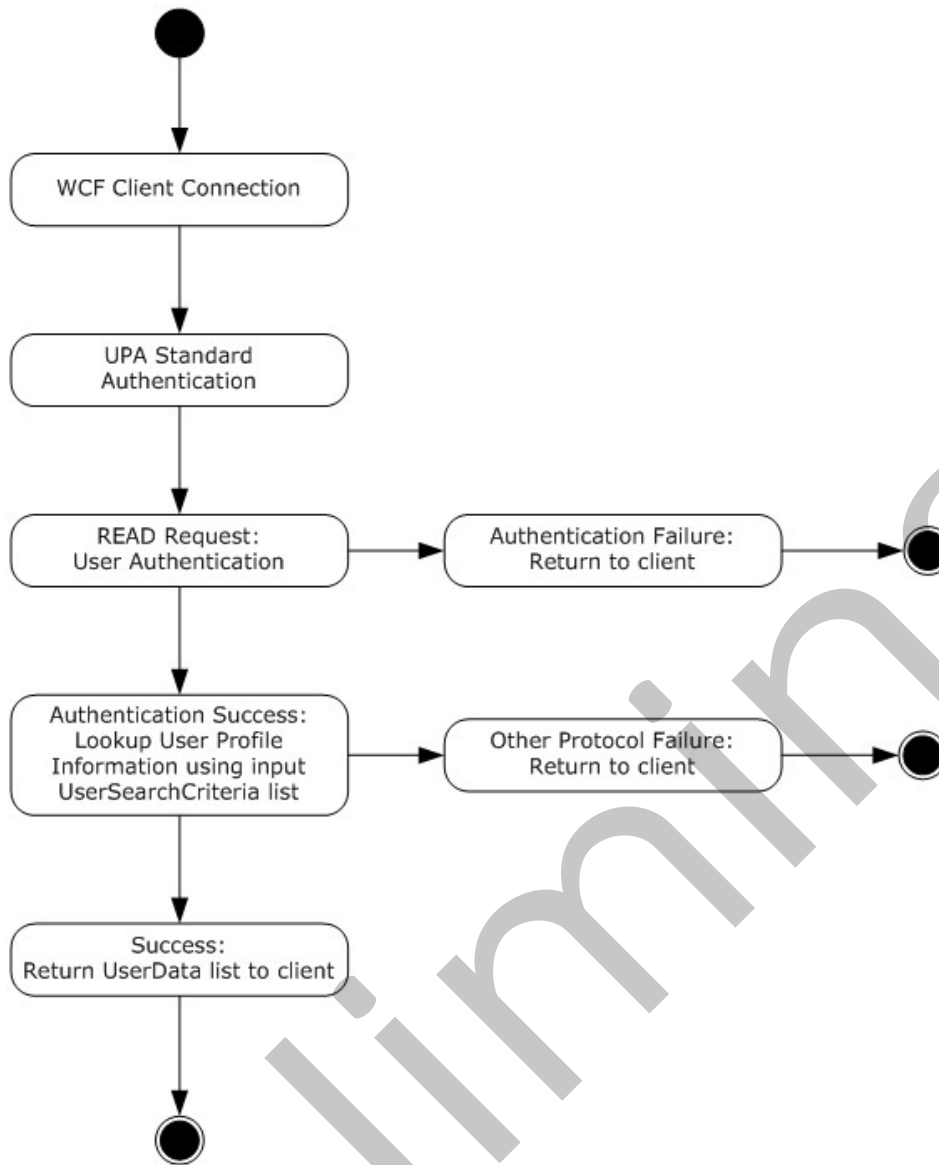 WCF Client Connection
UPA Standard
Authentication
READ Request:
User Authentication
Authentication Failure:
Return to client
Authentication Success:
Lookup User Profile
Information using input
UserSearchCriteria list
Other Protocol Failure:
Return to client
Success:
Return UserData list to client